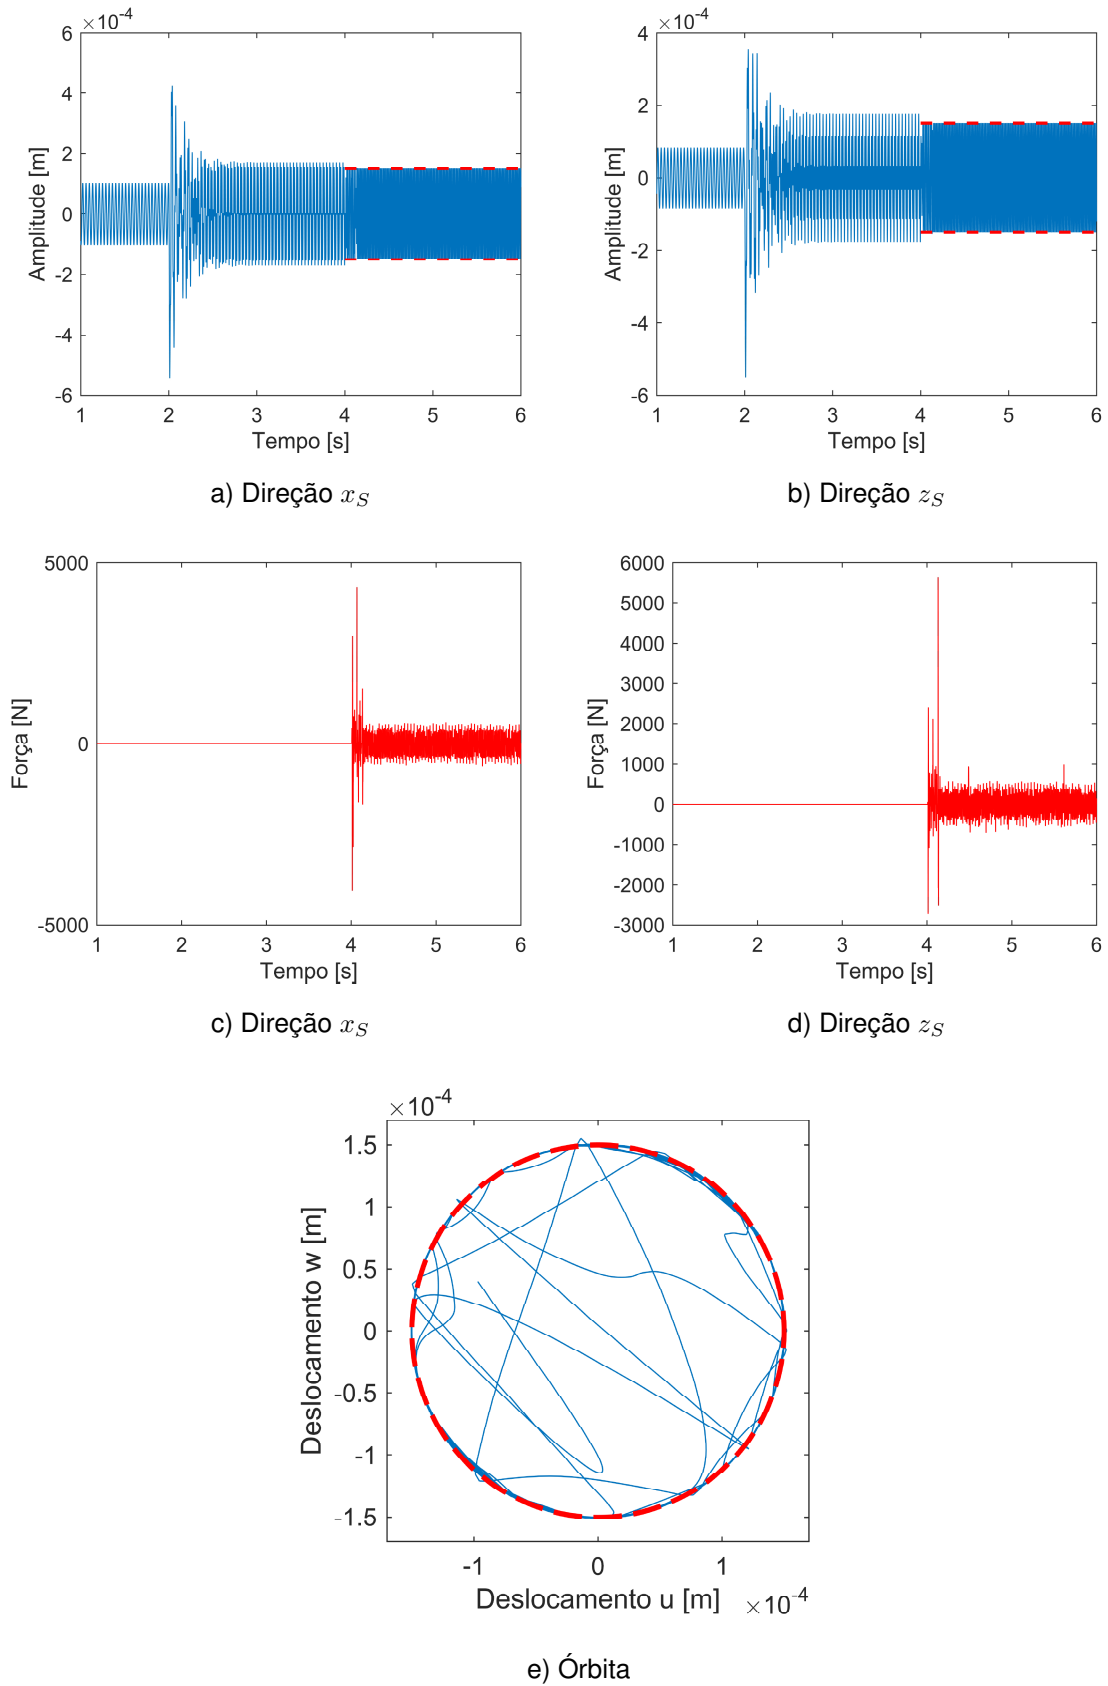 ×10⁻⁴
6
4
2
0
-2
-4
-6
Amplitude [m]
1 2 3 4 5 6
Tempo [s]
a) Direção x_S
×10⁻⁴
4
2
0
-2
-4
-6
Amplitude [m]
1 2 3 4 5 6
Tempo [s]
b) Direção z_S
5000
0
-5000
Força [N]
1 2 3 4 5 6
Tempo [s]
c) Direção x_S
6000
5000
4000
3000
2000
1000
0
-1000
-2000
-3000
Força [N]
1 2 3 4 5 6
Tempo [s]
d) Direção z_S
×10⁻⁴
1.5
1
0.5
0
-0.5
-1
-1.5
Deslocamento w [m]
-1 0 1
Deslocamento u [m] ×10⁻⁴
e) Órbita